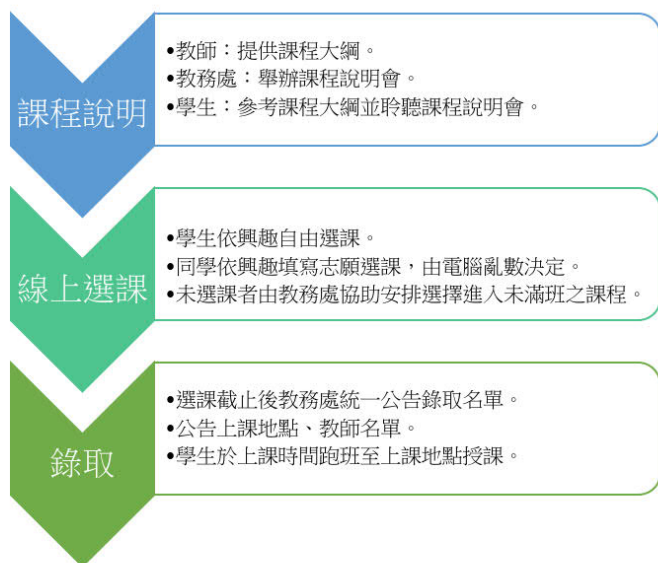 課程說明
•教師：提供課程大綱。
•教務處：舉辦課程說明會。
•學生：參考課程大綱並聆聽課程說明會。
線上選課
•學生依興趣自由選課。
•同學依興趣填寫志願選課，由電腦亂數決定。
•未選課者由教務處協助安排選擇進入未滿班之課程。
錄取
•選課截止後教務處統一公告錄取名單。
•公告上課地點、教師名單。
•學生於上課時間跑班至上課地點授課。